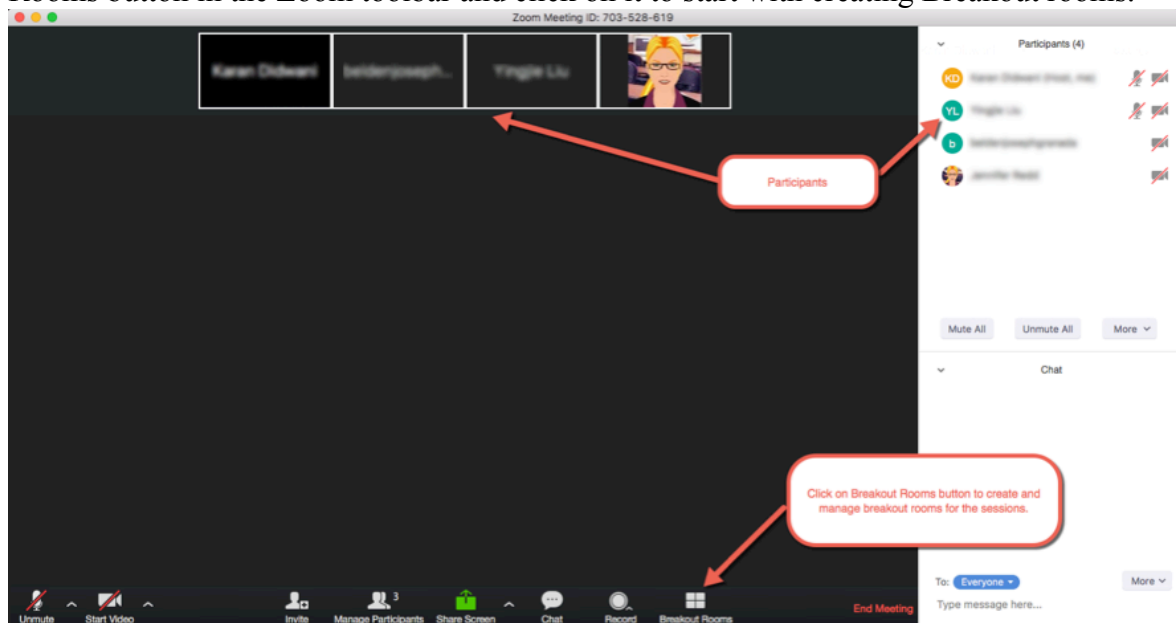 Rooms button in the Zoom toolbar and click on it to start with creating Breakout rooms.
Zoom Meeting ID: 703-528-619
Karan Didwani
Yingjie Liu
Participants (4)
KD
YL
b
Participants
Mute All Unmute All More
Chat
Click on Breakout Rooms button to create and
manage breakout rooms for the sessions.
To: Everyone More
Type message here...
Unmute Start Video Invite Manage Participants 3 Share Screen Chat Record Breakout Rooms End Meeting